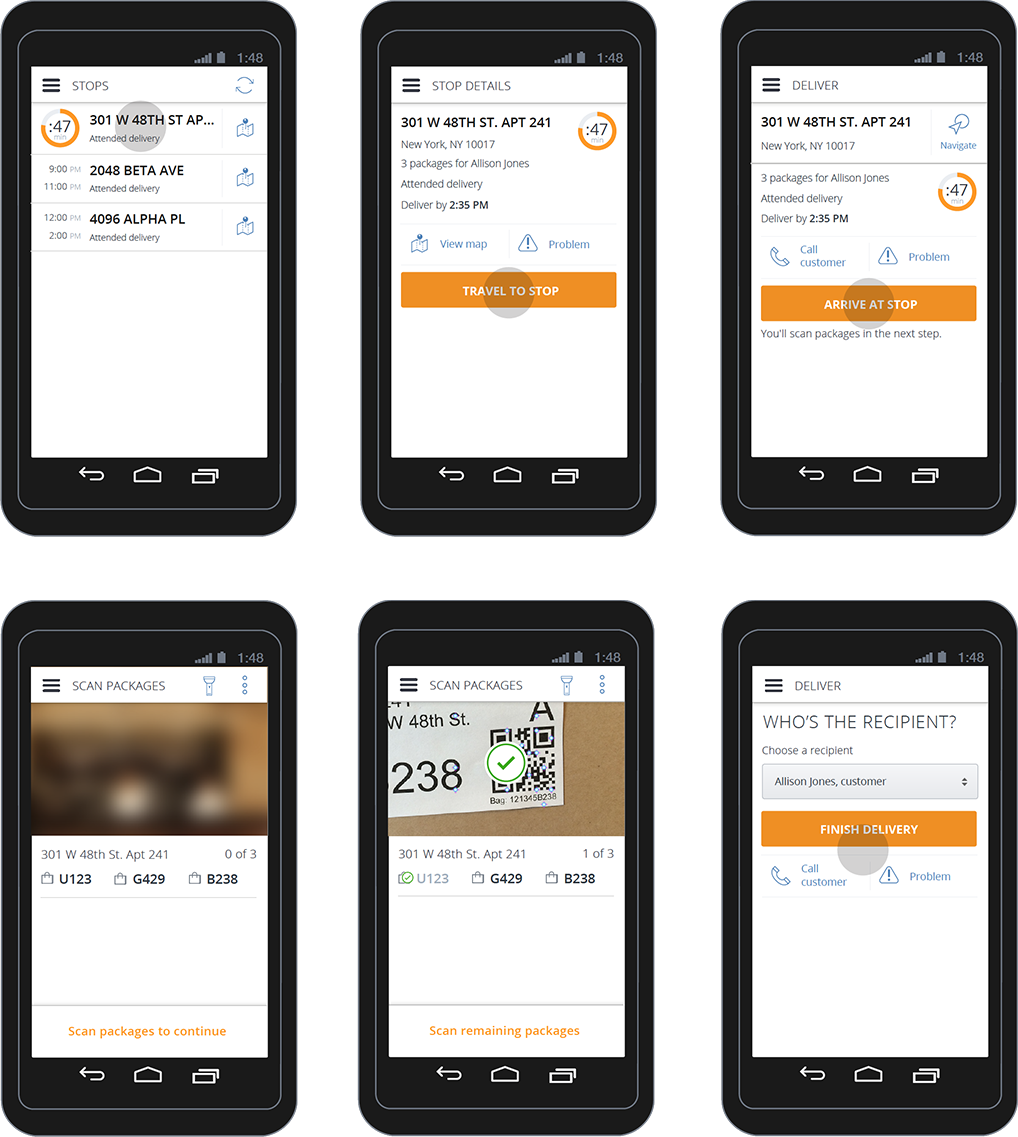 1:48
STOPS
:47
min
301 W 48TH ST AP...
Attended delivery
9:00 PM
11:00 PM
2048 BETA AVE
Attended delivery
12:00 PM
2:00 PM
4096 ALPHA PL
Attended delivery
1:48
STOP DETAILS
301 W 48TH ST. APT 241
New York, NY 10017
3 packages for Allison Jones
Attended delivery
Deliver by 2:35 PM
:47
min
View map
Problem
TRAVEL TO STOP
1:48
DELIVER
301 W 48TH ST. APT 241
New York, NY 10017
Navigate
3 packages for Allison Jones
Attended delivery
Deliver by 2:35 PM
:47
min
Call
customer
Problem
ARRIVE AT STOP
You'll scan packages in the next step.
1:48
SCAN PACKAGES
301 W 48th St. Apt 241
0 of 3
U123 G429 B238
Scan packages to continue
1:48
SCAN PACKAGES
W 48th St.
A
B238
Bag 121345B238
301 W 48th St. Apt 241
1 of 3
U123 G429 B238
Scan remaining packages
1:48
DELIVER
WHO'S THE RECIPIENT?
Choose a recipient
Allison Jones, customer
FINISH DELIVERY
Call
customer
Problem